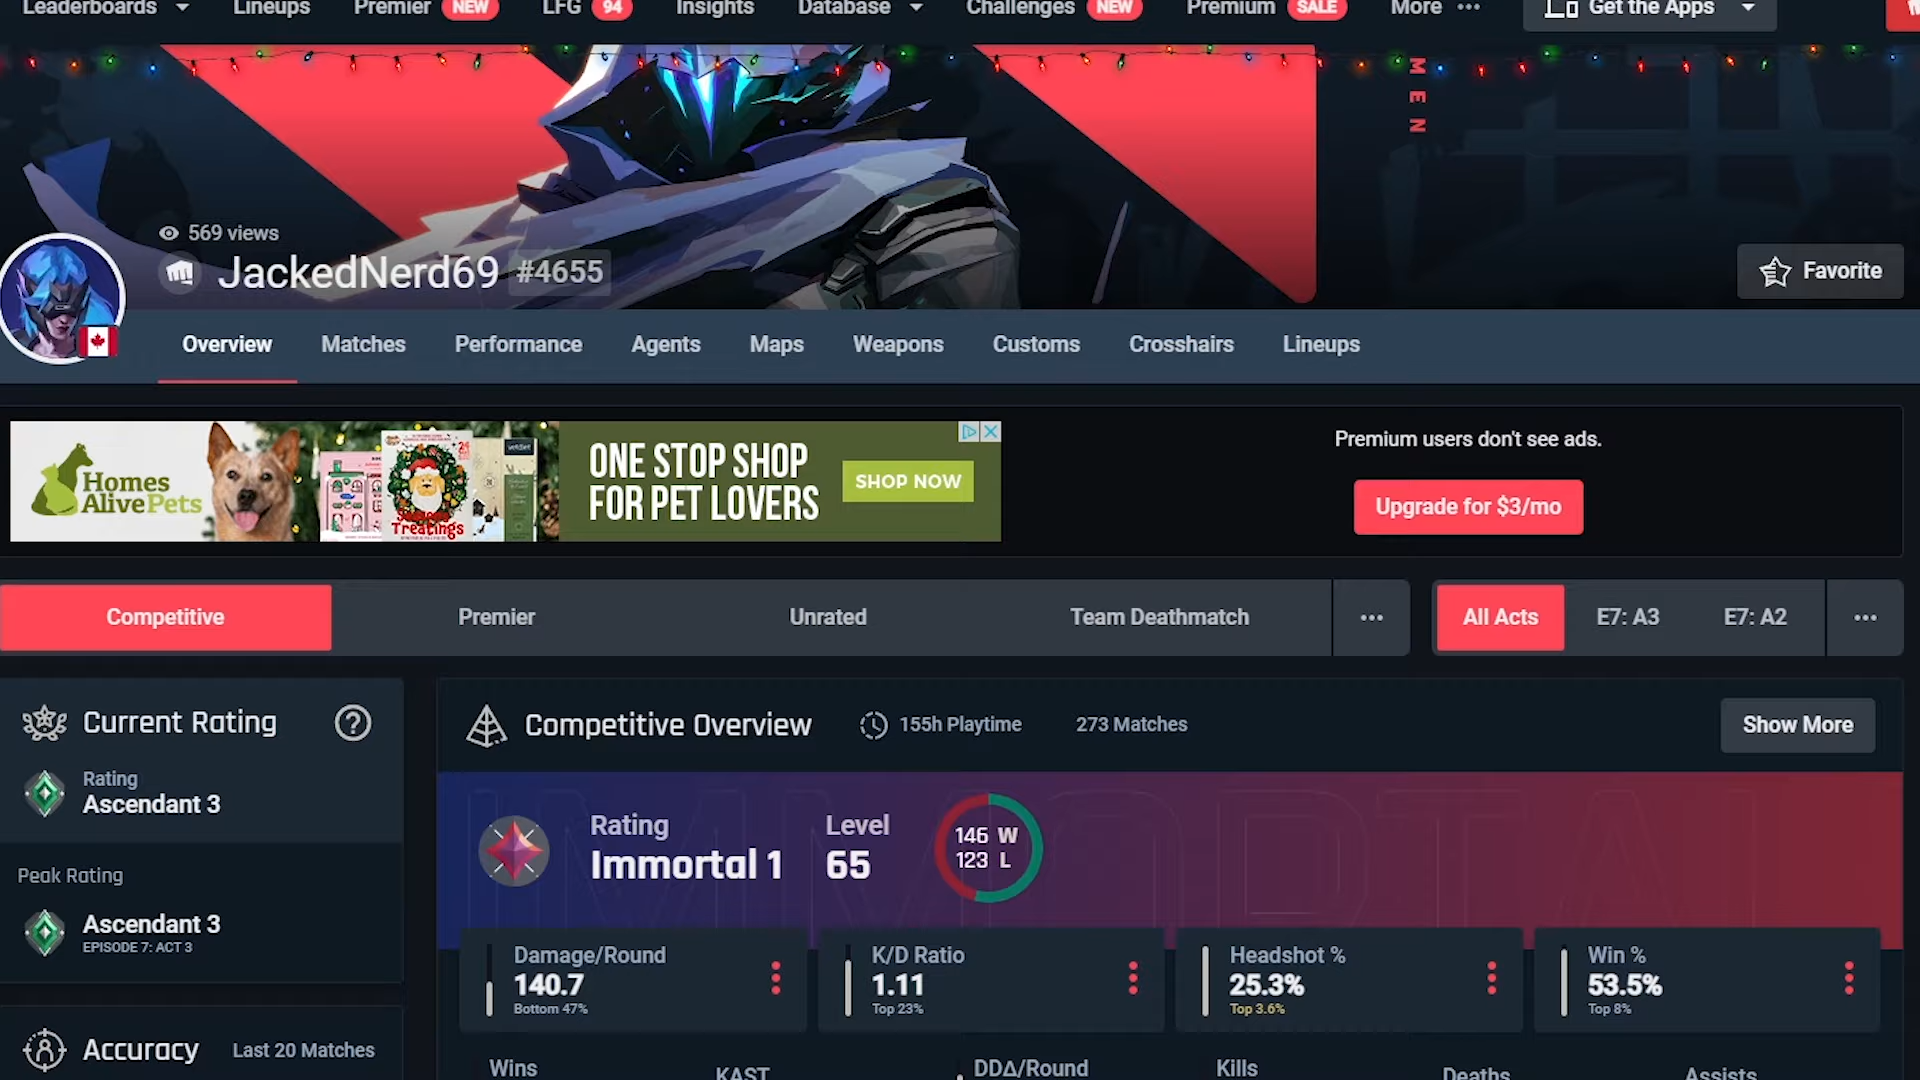 Leaderboards
Lineups
Premier NEW
LFG 94
Insights
Database
Challenges NEW
Premium SALE
More
Get the Apps
M E N
569 views
JackedNerd69 #4655
Favorite
Overview
Matches
Performance
Agents
Maps
Weapons
Customs
Crosshairs
Lineups
Homes
AlivePets
24
Treatings
ONE STOP SHOP
FOR PET LOVERS
SHOP NOW
Premium users don't see ads.
Upgrade for $3/mo
Competitive
Premier
Unrated
Team Deathmatch
All Acts
E7: A3
E7: A2
Current Rating
Rating
Ascendant 3
Peak Rating
Ascendant 3
EPISODE 7: ACT 3
Accuracy
Last 20 Matches
Competitive Overview
155h Playtime
273 Matches
Show More
IMMORTAL
Rating
Immortal 1
Level
65
146 W
123 L
Damage/Round
140.7
Bottom 47%
K/D Ratio
1.11
Top 23%
Headshot %
25.3%
Top 3.6%
Win %
53.5%
Top 8%
Wins
KAST
DDΔ/Round
Kills
Deaths
Assists